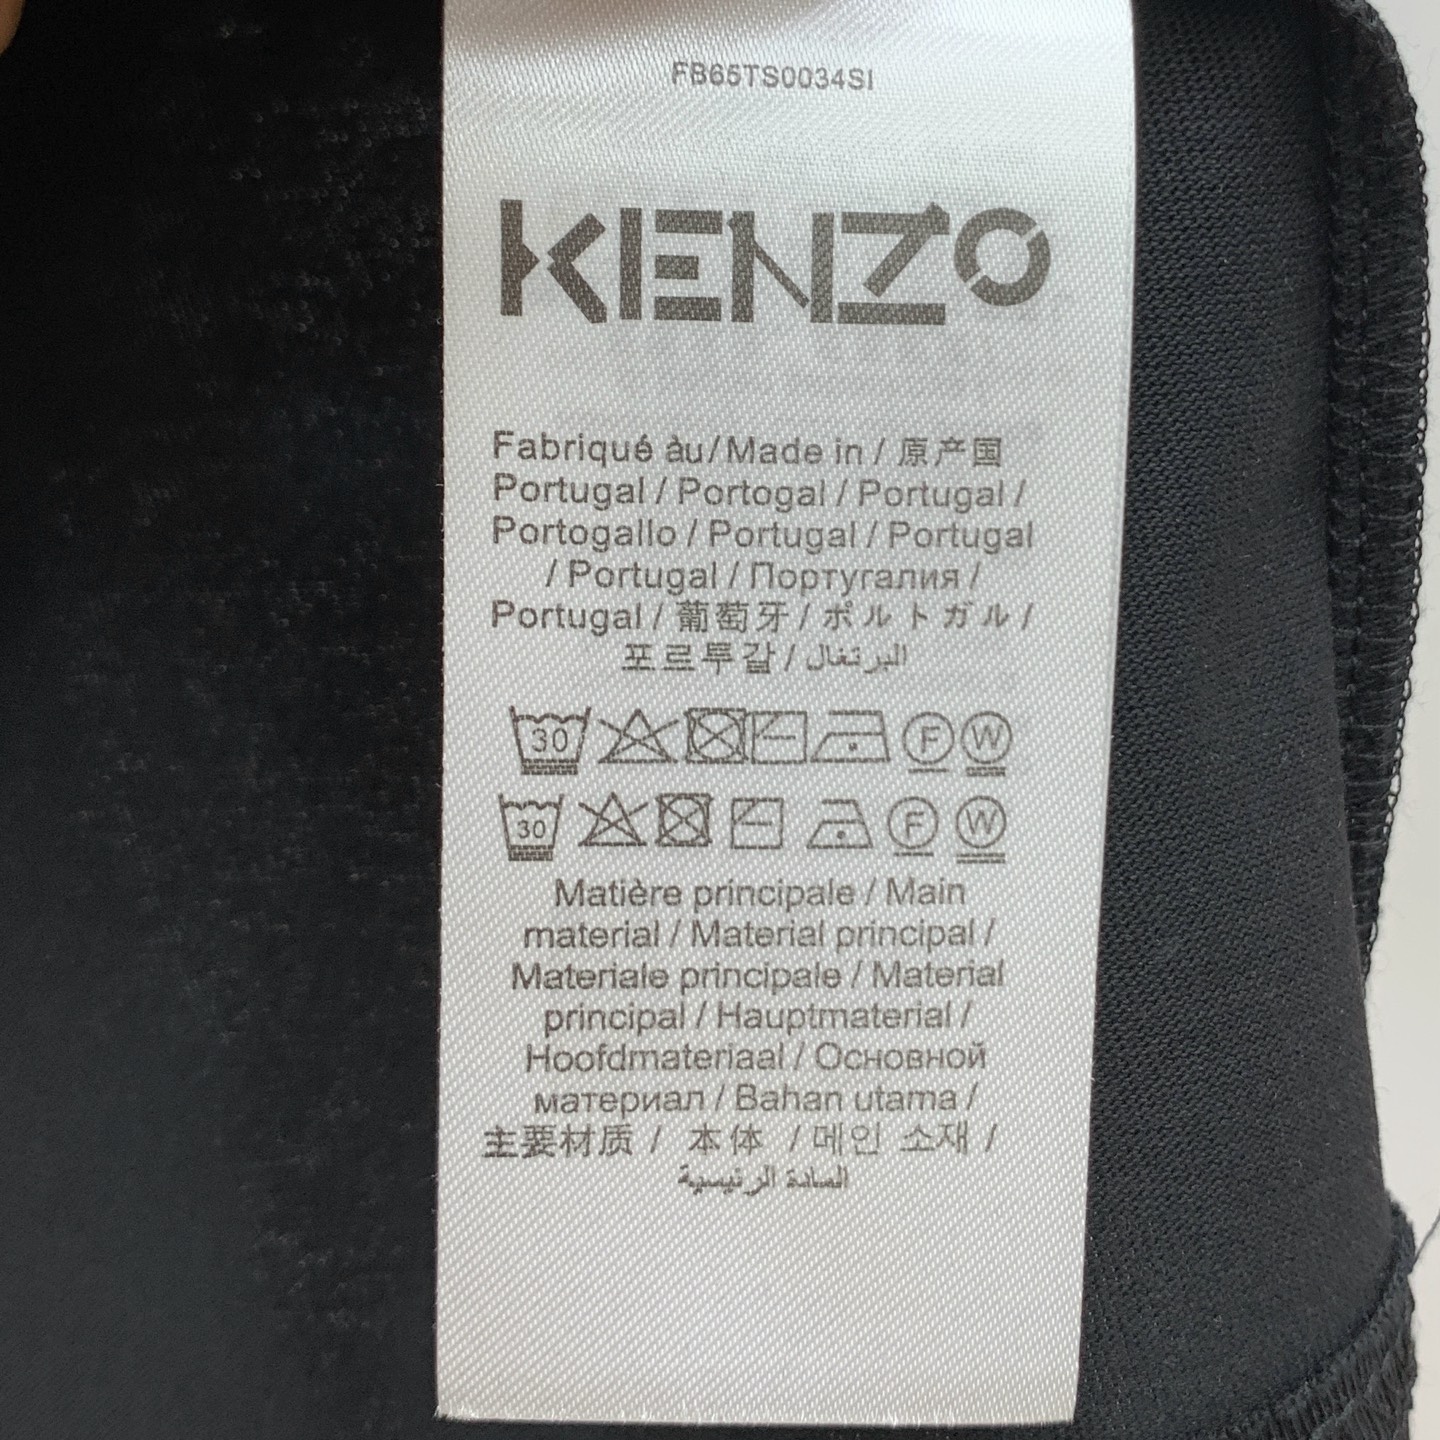 FB65TS0034SI
KENZO
Fabriqué àu/Made in / 原产国
Portugal / Portogal / Portugal /
Portogallo / Portugal / Portugal
/ Portugal / Португалия /
Portugal / 葡萄牙 / ポルトガル /
포르투갈 / البرتغال
30 F W
30 F W
Matière principale / Main
material / Material principal /
Materiale principale / Material
principal / Hauptmaterial /
Hoofdmateriaal / Основной
материал / Bahan utama /
主要材质 / 本体 / 메인 소재 /
المادة الرئيسية